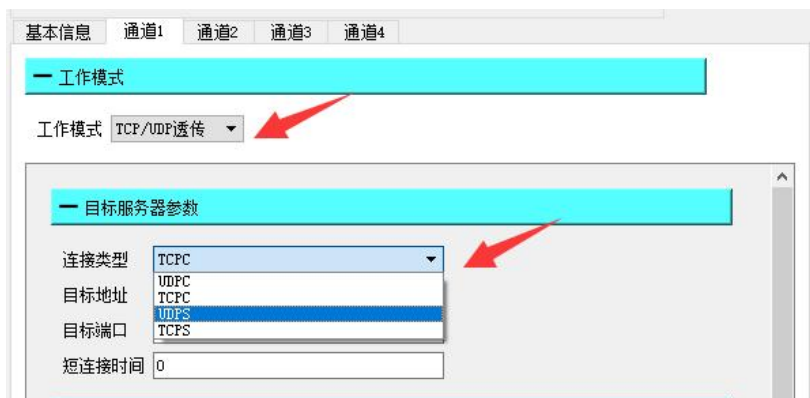 基本信息 通道1 通道2 通道3 通道4
工作模式
工作模式 TCP/UDP透传
目标服务器参数
连接类型 TCPC
UDPC
目标地址 TCPC
UDPS
目标端口 TCPS
短连接时间 0